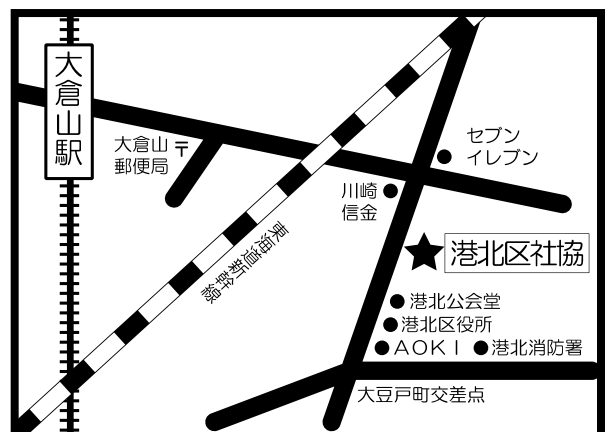 大倉山駅
大倉山 〒
郵便局
セブン
イレブン
川崎
信金
東海道新幹線
港北区社協
港北公会堂
港北区役所
AOKI
港北消防署
大豆戸町交差点